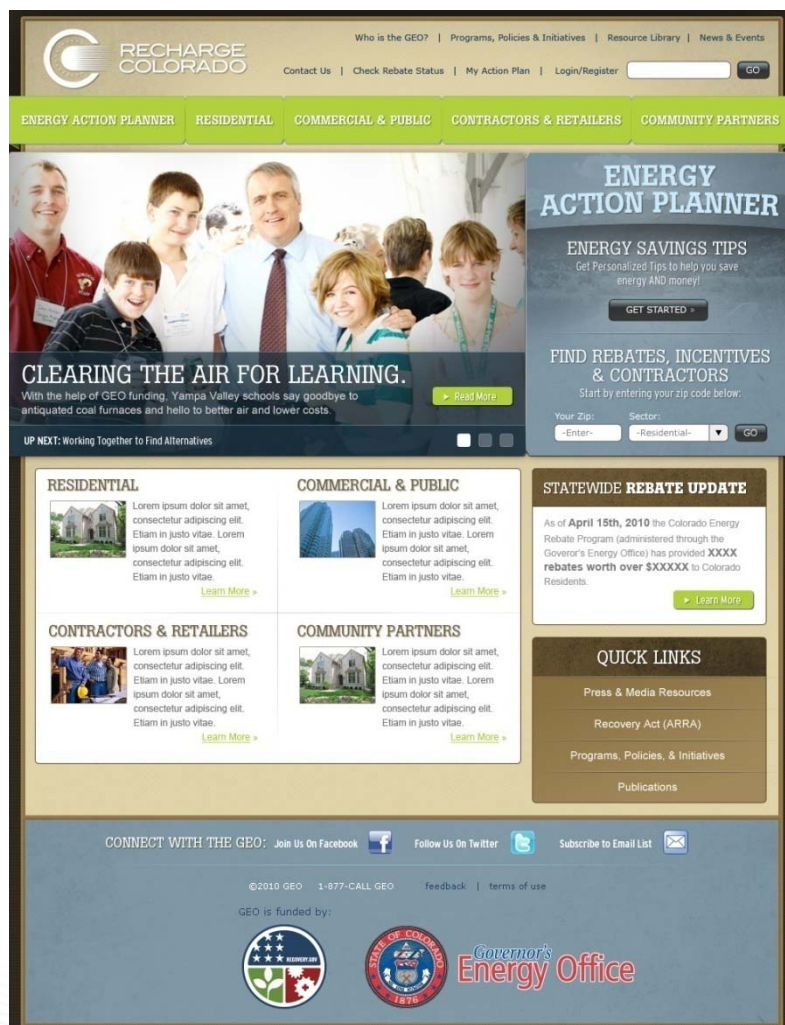 RECHARGE
COLORADO
Who is the GEO? | Programs, Policies & Initiatives | Resource Library | News & Events
Contact Us | Check Rebate Status | My Action Plan | Login/Register GO
ENERGY ACTION PLANNER RESIDENTIAL COMMERCIAL & PUBLIC CONTRACTORS & RETAILERS COMMUNITY PARTNERS
CLEARING THE AIR FOR LEARNING.
With the help of GEO funding, Yampa Valley schools say goodbye to
antiquated coal furnaces and hello to better air and lower costs.
► Read More
UP NEXT: Working Together to Find Alternatives
ENERGY
ACTION PLANNER
ENERGY SAVINGS TIPS
Get Personalized Tips to help you save
energy AND money!
GET STARTED »
FIND REBATES, INCENTIVES
& CONTRACTORS
Start by entering your zip code below:
Your Zip: Sector:
-Enter- -Residential- ▼ GO
RESIDENTIAL
Lorem ipsum dolor sit amet,
consectetur adipiscing elit.
Etiam in justo vitae. Lorem
ipsum dolor sit amet,
consectetur adipiscing elit.
Etiam in justo vitae.
Learn More »
COMMERCIAL & PUBLIC
Lorem ipsum dolor sit amet,
consectetur adipiscing elit.
Etiam in justo vitae. Lorem
ipsum dolor sit amet,
consectetur adipiscing elit.
Etiam in justo vitae.
Learn More »
CONTRACTORS & RETAILERS
Lorem ipsum dolor sit amet,
consectetur adipiscing elit.
Etiam in justo vitae. Lorem
ipsum dolor sit amet,
consectetur adipiscing elit.
Etiam in justo vitae.
Learn More »
COMMUNITY PARTNERS
Lorem ipsum dolor sit amet,
consectetur adipiscing elit.
Etiam in justo vitae. Lorem
ipsum dolor sit amet,
consectetur adipiscing elit.
Etiam in justo vitae.
Learn More »
STATEWIDE REBATE UPDATE
As of April 15th, 2010 the Colorado Energy
Rebate Program (administered through the
Goveror's Energy Office) has provided XXXX
rebates worth over $XXXXX to Colorado
Residents.
► Learn More
QUICK LINKS
Press & Media Resources
Recovery Act (ARRA)
Programs, Policies, & Initiatives
Publications
CONNECT WITH THE GEO: Join Us On Facebook Follow Us On Twitter Subscribe to Email List
©2010 GEO 1-877-CALL GEO feedback | terms of use
GEO is funded by:
RECOVERY.GOV
STATE OF COLORADO
1876
Governor's
Energy Office